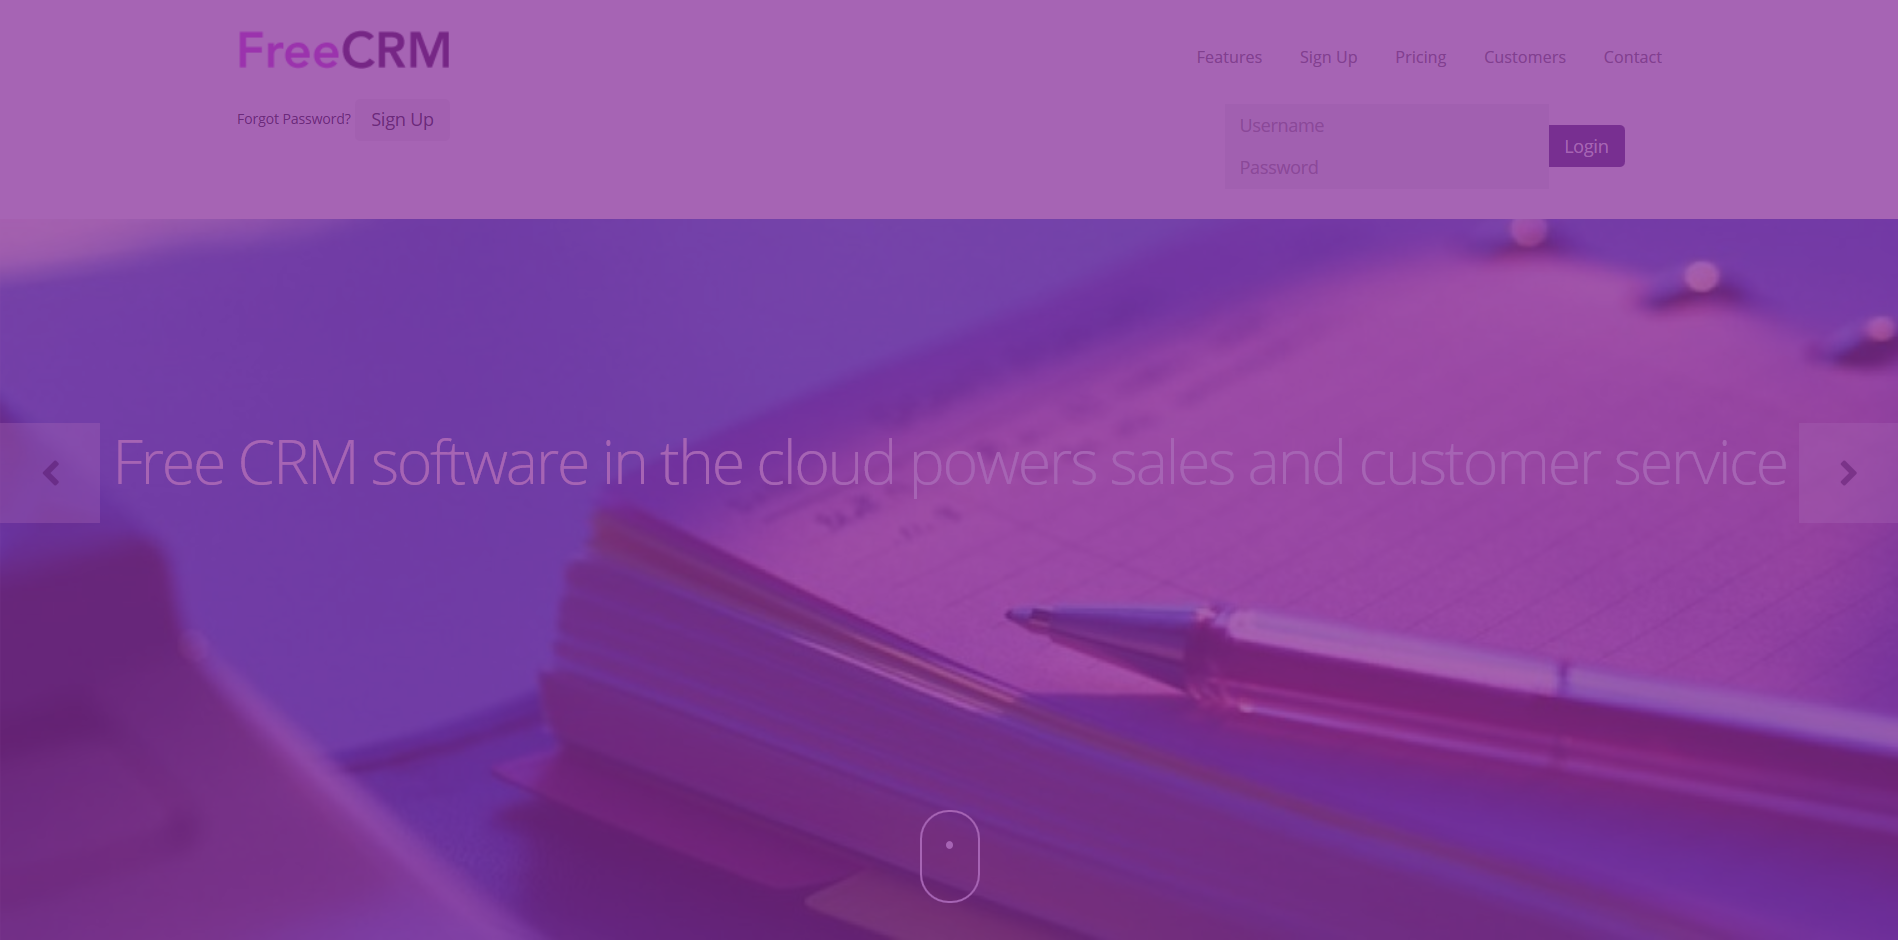 FreeCRM
Features Sign Up Pricing Customers Contact
Forgot Password? Sign Up
Username
Login
Password
Free CRM software in the cloud powers sales and customer service